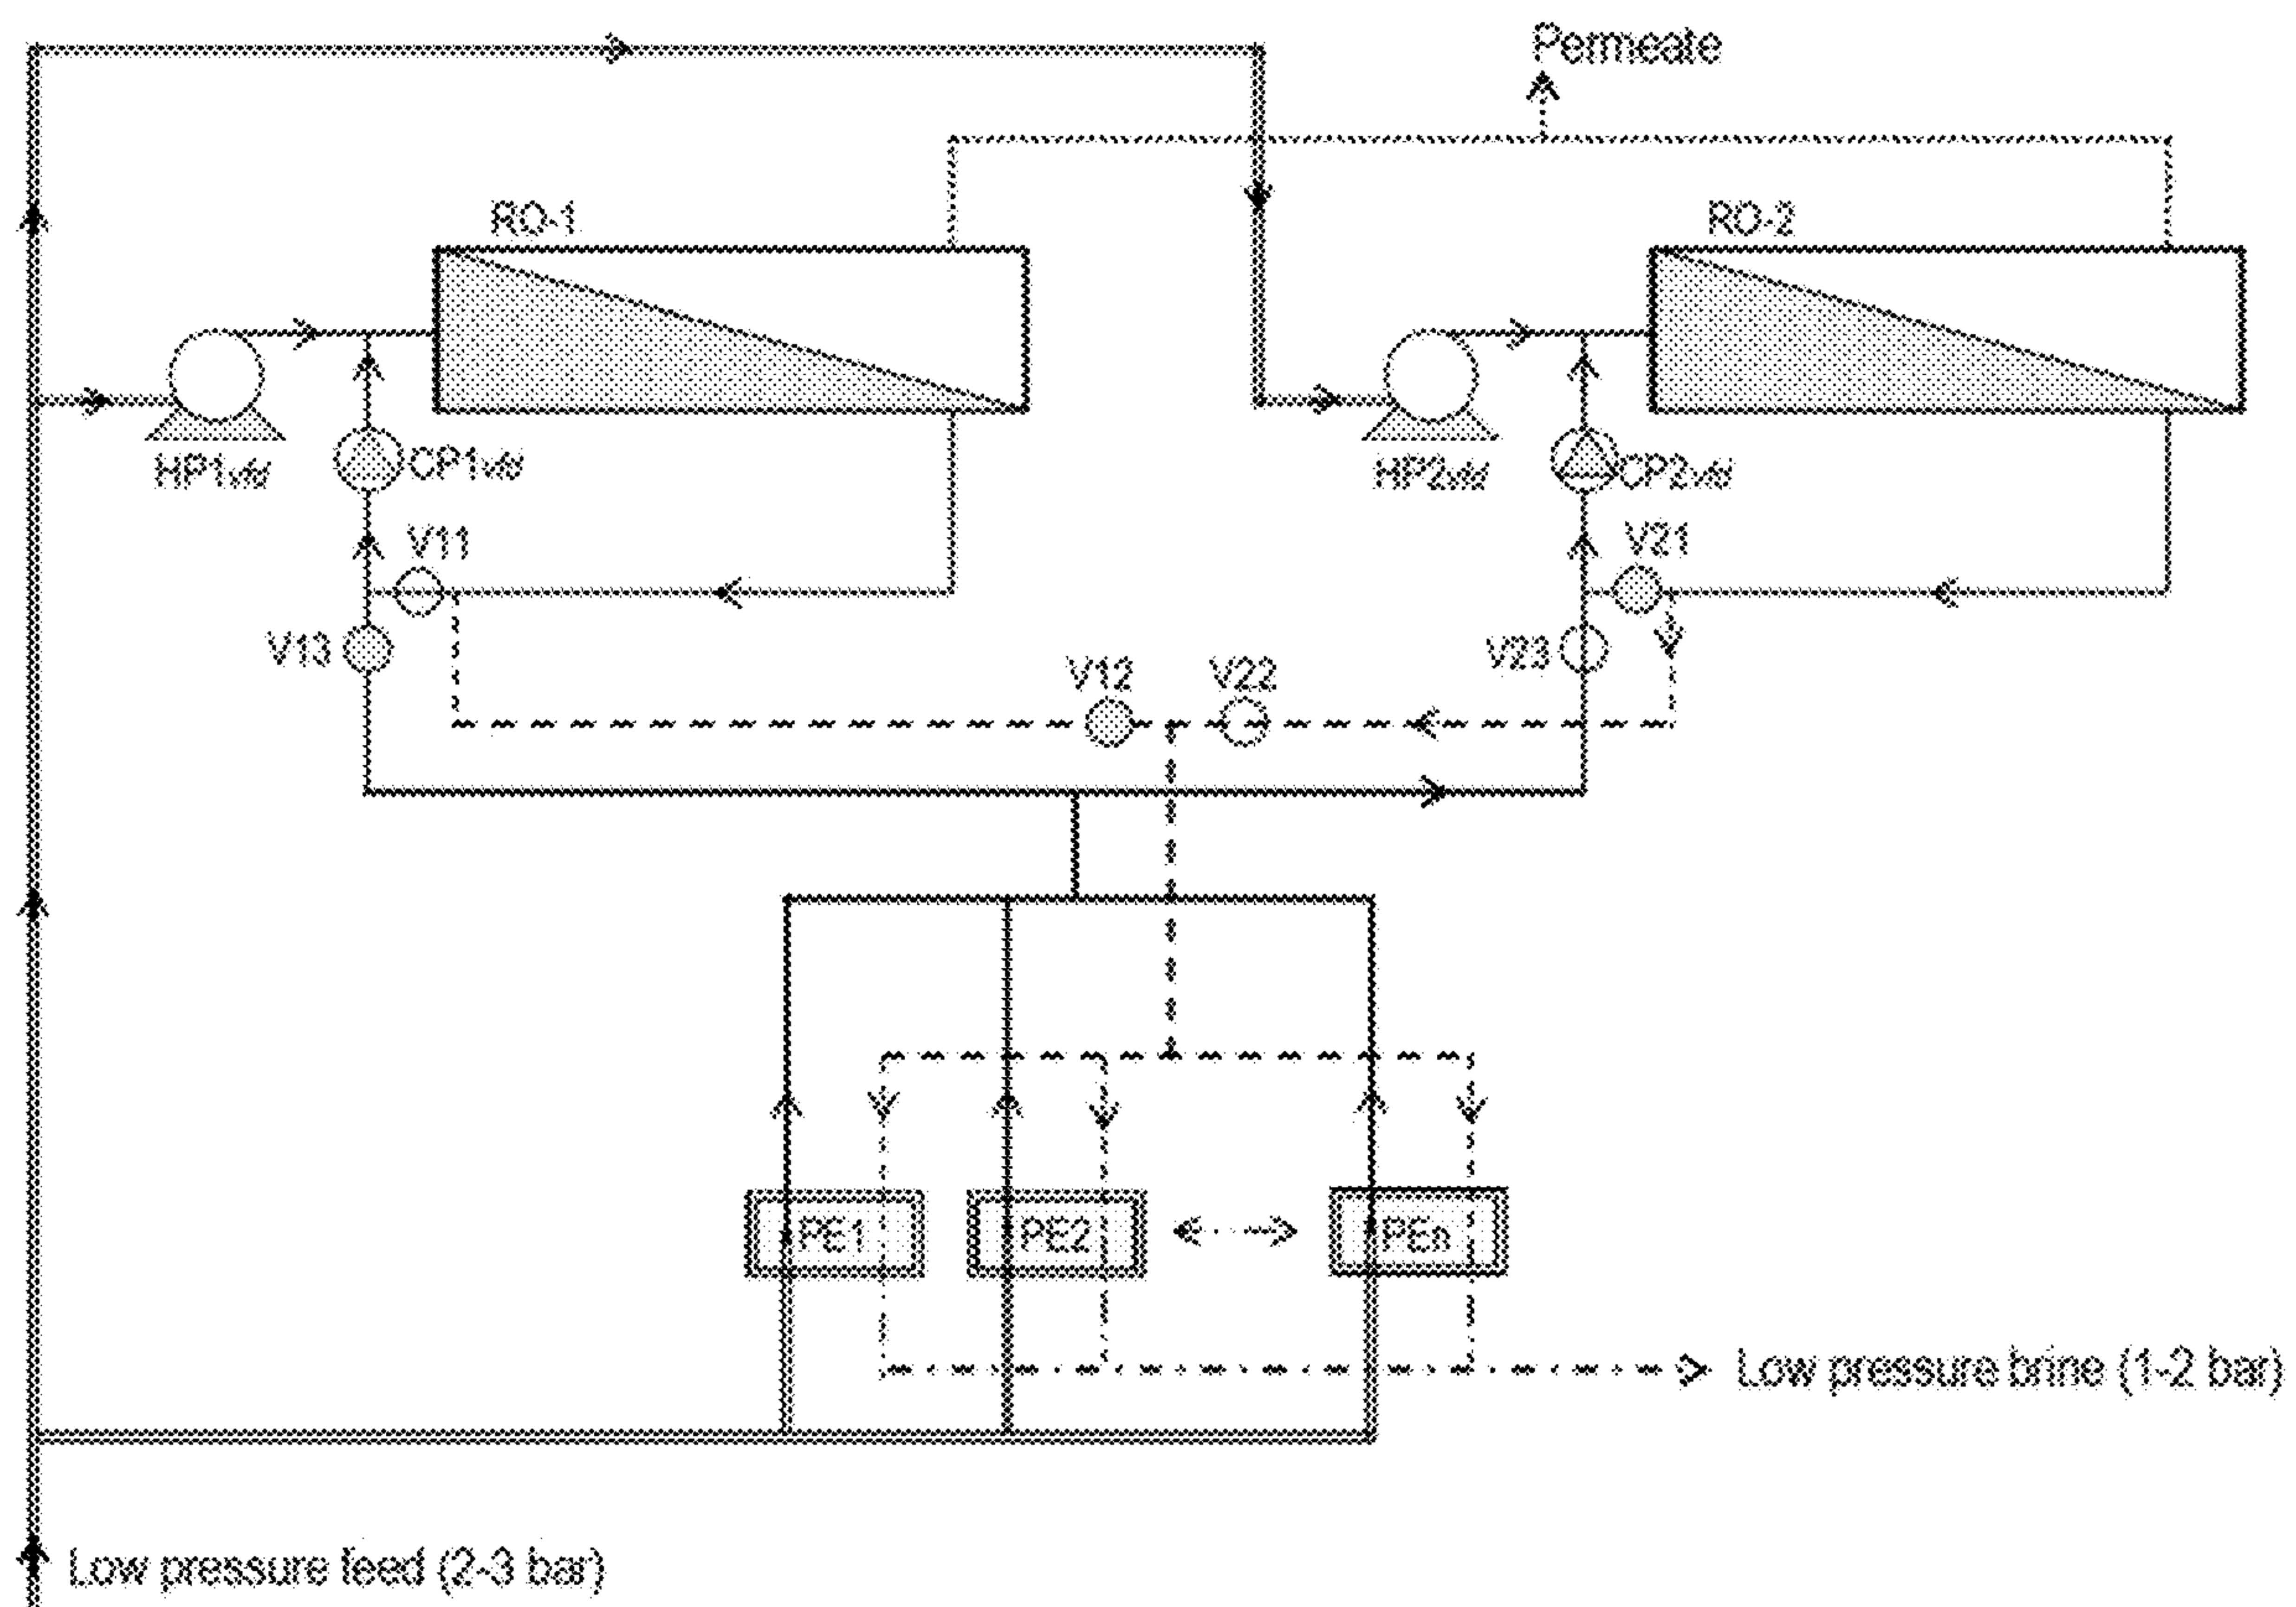 Permeate
RO-1
RO-2
HP1vfd
CP1vfd
HP2vfd
CP2vfd
V11
V21
V13
V23
V12
V22
PE1
PE2
PEn
Low pressure brine (1-2 bar)
Low pressure feed (2-3 bar)